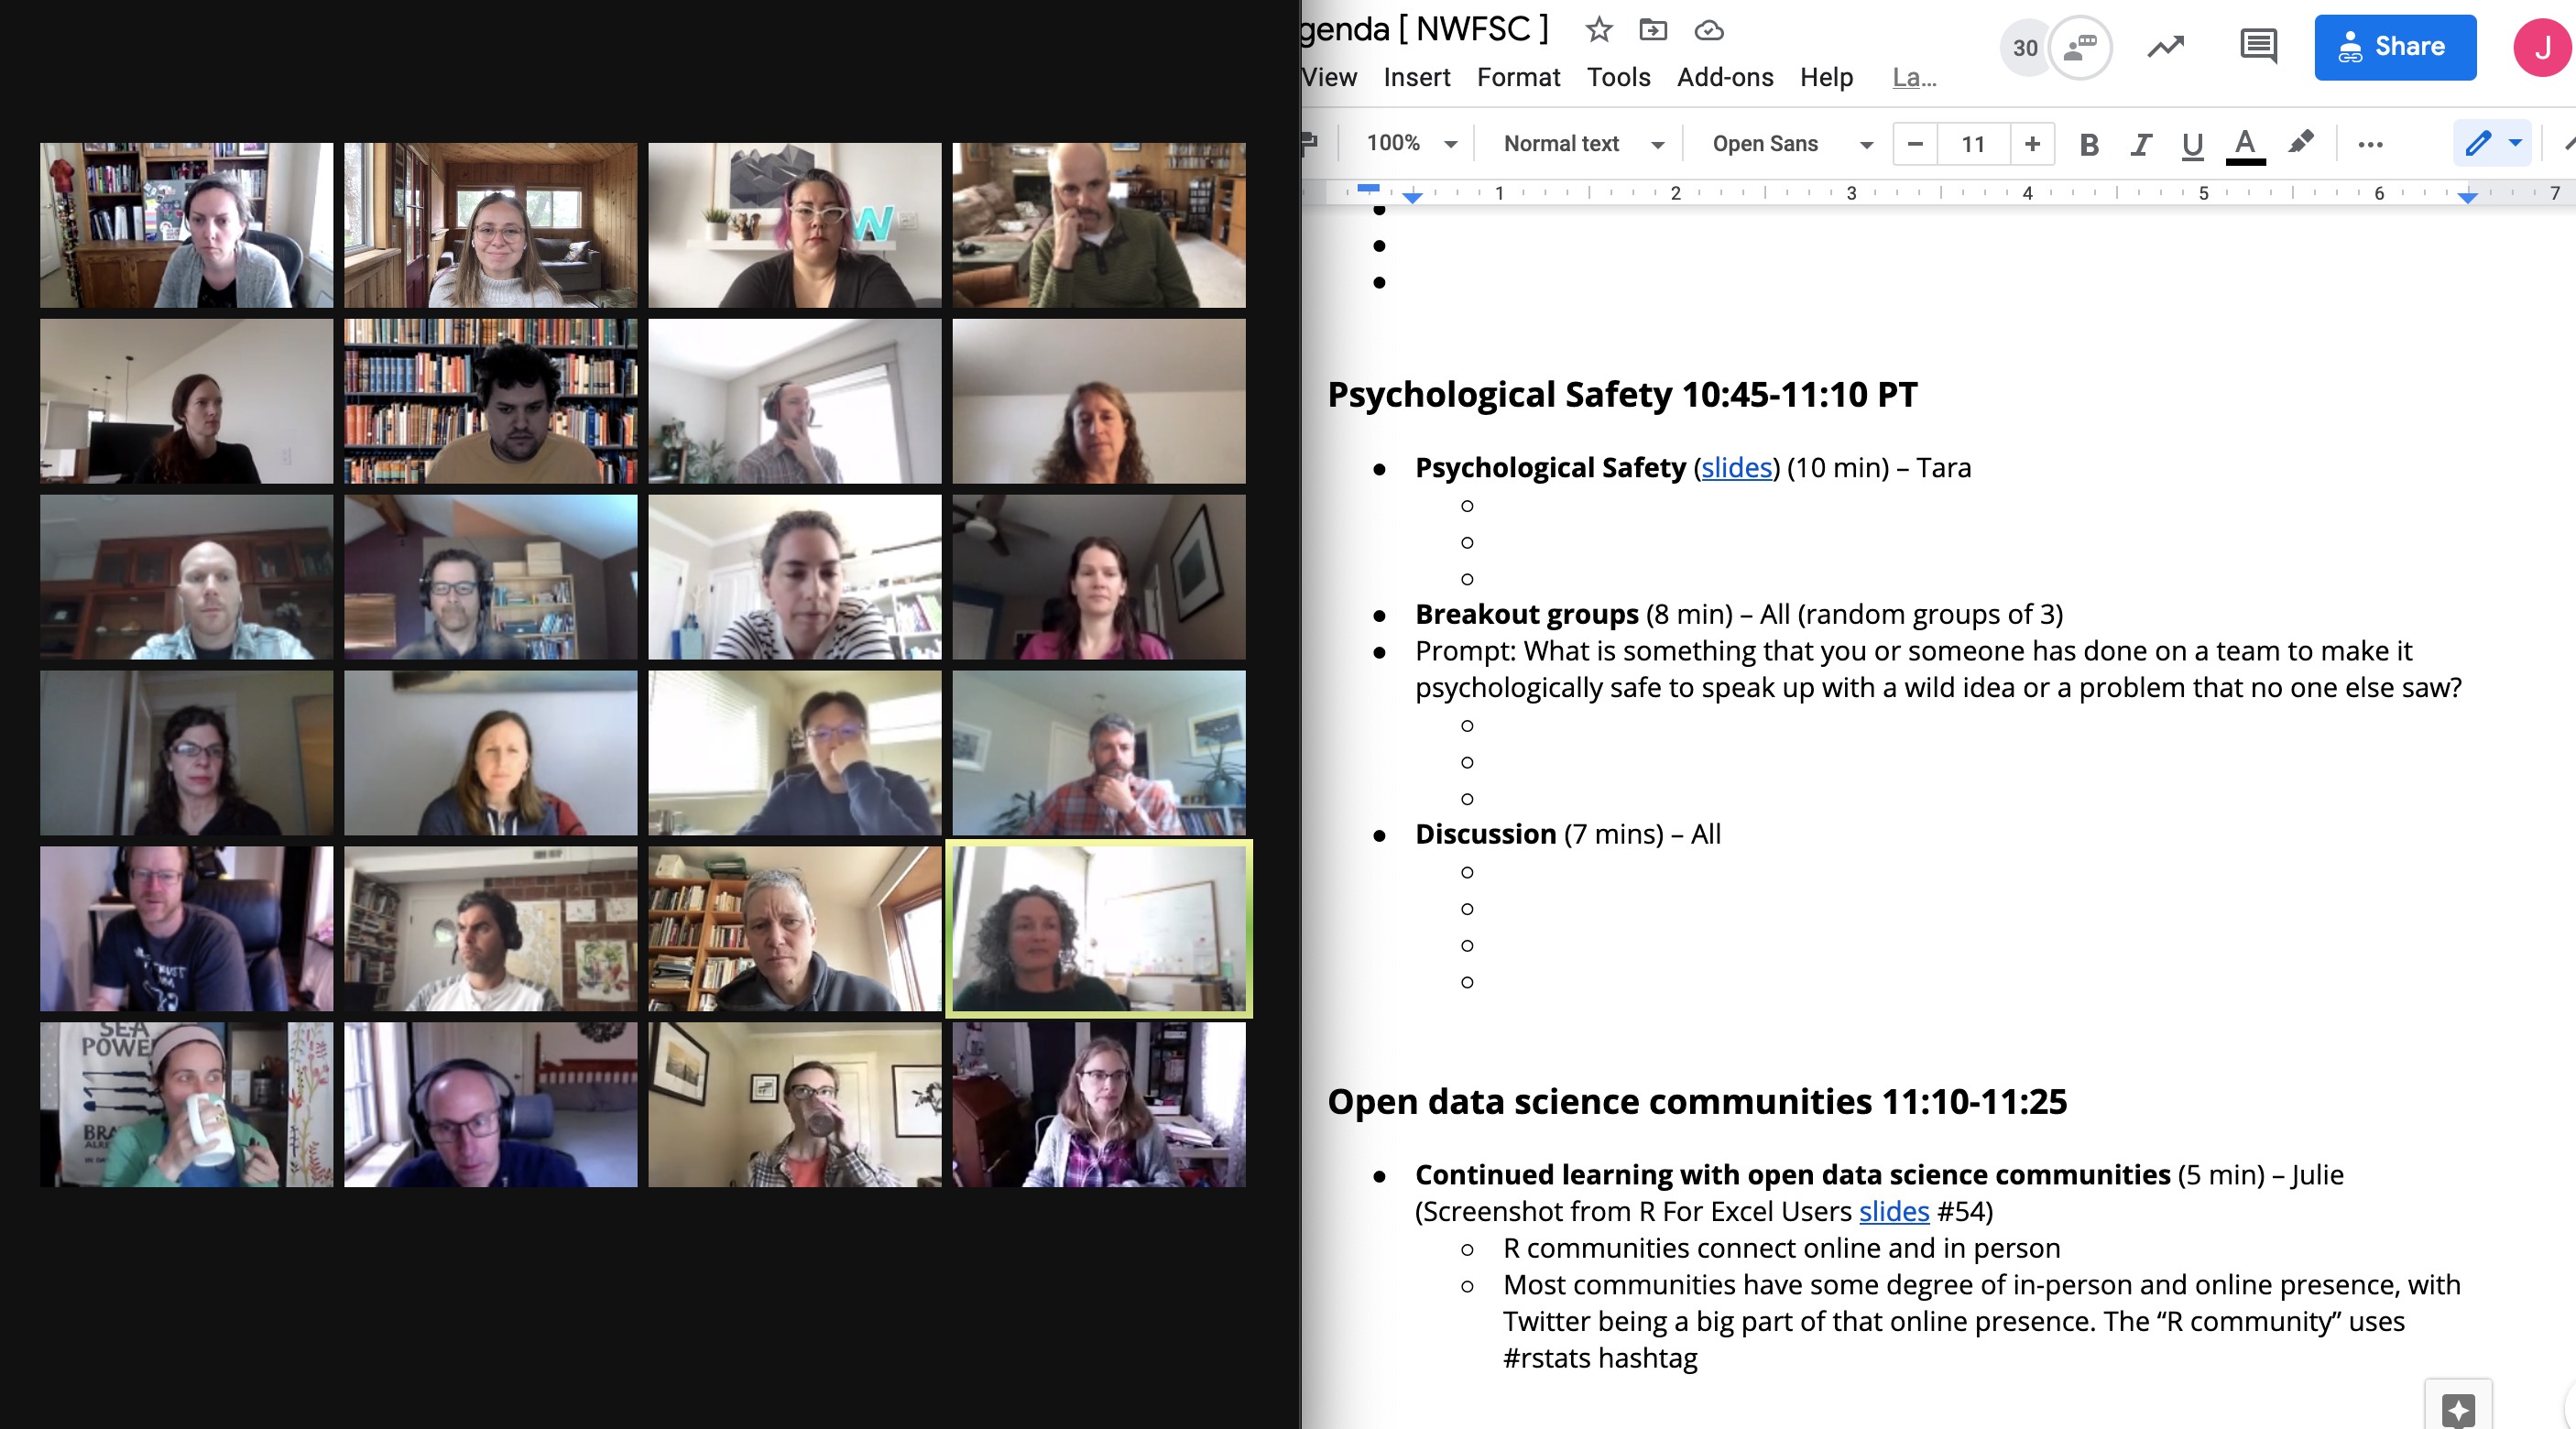 genda [ NWFSC ]
30
Share
J
View Insert Format Tools Add-ons Help La...
100% Normal text Open Sans 11 B I U A
1 2 3 4 5 6 7
Psychological Safety 10:45-11:10 PT
Psychological Safety (slides) (10 min) – Tara
Breakout groups (8 min) – All (random groups of 3)
Prompt: What is something that you or someone has done on a team to make it
psychologically safe to speak up with a wild idea or a problem that no one else saw?
Discussion (7 mins) – All
Open data science communities 11:10-11:25
Continued learning with open data science communities (5 min) – Julie
(Screenshot from R For Excel Users slides #54)
R communities connect online and in person
Most communities have some degree of in-person and online presence, with
Twitter being a big part of that online presence. The “R community” uses
#rstats hashtag
W
SEA
POWE
BRA